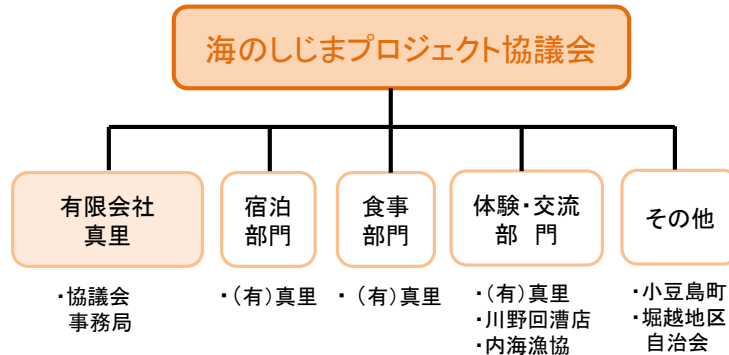 海のしじまプロジェクト協議会
有限会社
真里
宿泊
部門
食事
部門
体験・交流
部 門
その他
・協議会
事務局
・(有)真里
・(有)真里
・(有)真里
・川野回漕店
・内海漁協
・小豆島町
・堀越地区
自治会